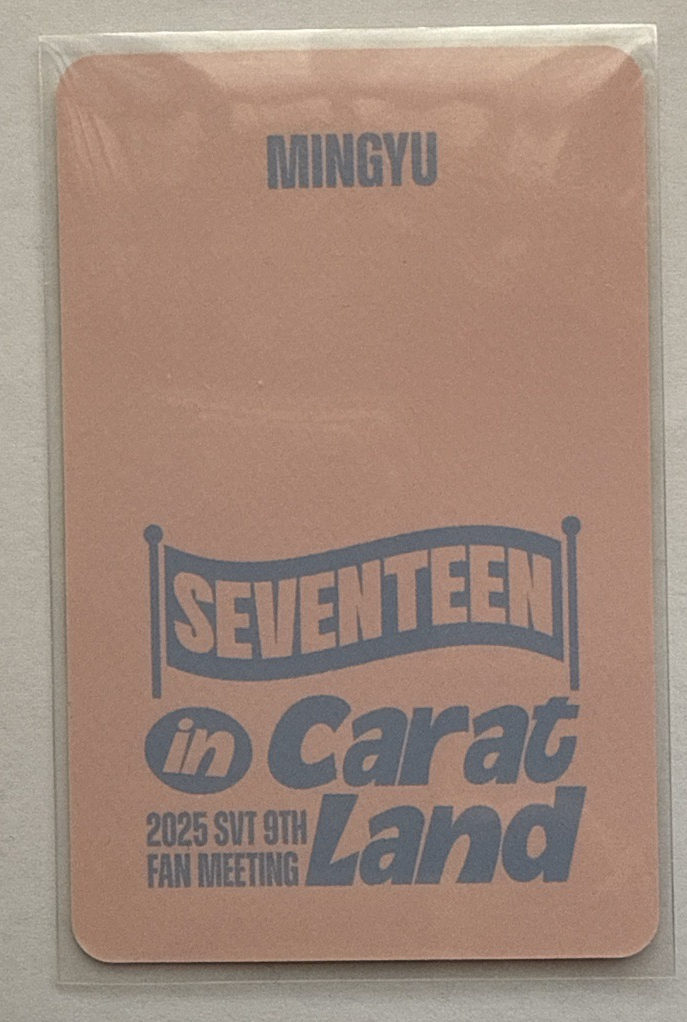 MINGYU
SEVENTEEN
in Carat
2025 SVT 9TH
FAN MEETING
Land